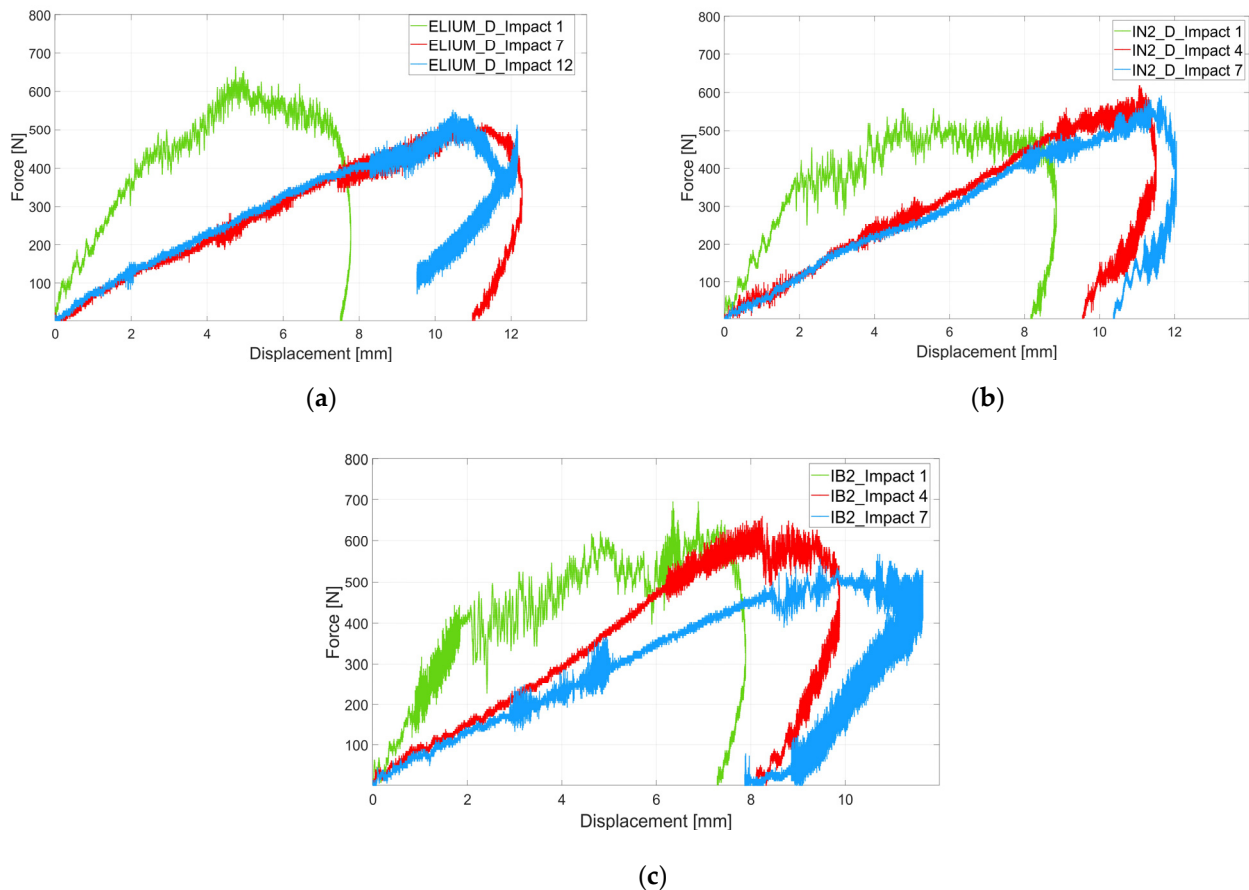 ELIUM_D_Impact 1
ELIUM_D_Impact 7
ELIUM_D_Impact 12
800
700
600
500
400
300
200
100
Force [N]
0 2 4 6 8 10 12
Displacement [mm]
(a)
IN2_D_Impact 1
IN2_D_Impact 4
IN2_D_Impact 7
800
700
600
500
400
300
200
100
Force [N]
0 2 4 6 8 10 12
Displacement [mm]
(b)
IB2_Impact 1
IB2_Impact 4
IB2_Impact 7
800
700
600
500
400
300
200
100
Force [N]
0 2 4 6 8 10
Displacement [mm]
(c)